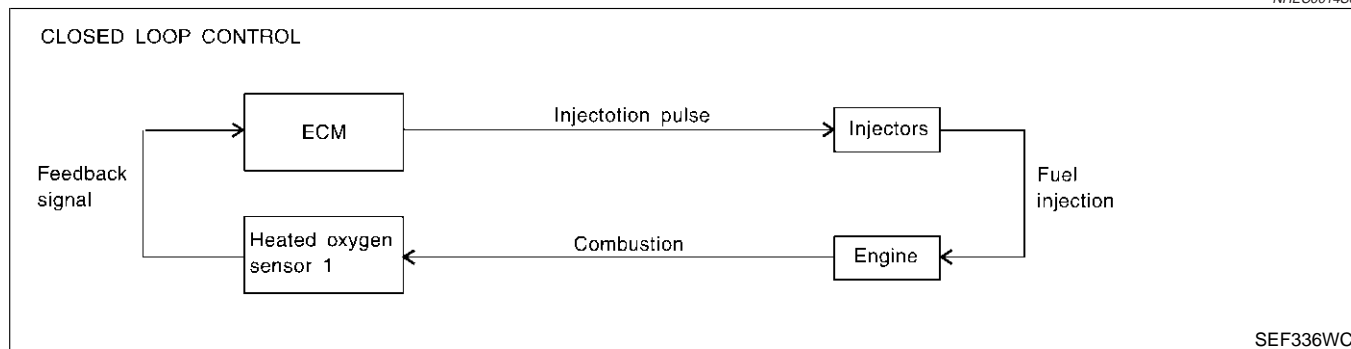 CLOSED LOOP CONTROL
ECM
Injectotion pulse
Injectors
Feedback
signal
Fuel
injection
Heated oxygen
sensor 1
Combustion
Engine
SEF336WC